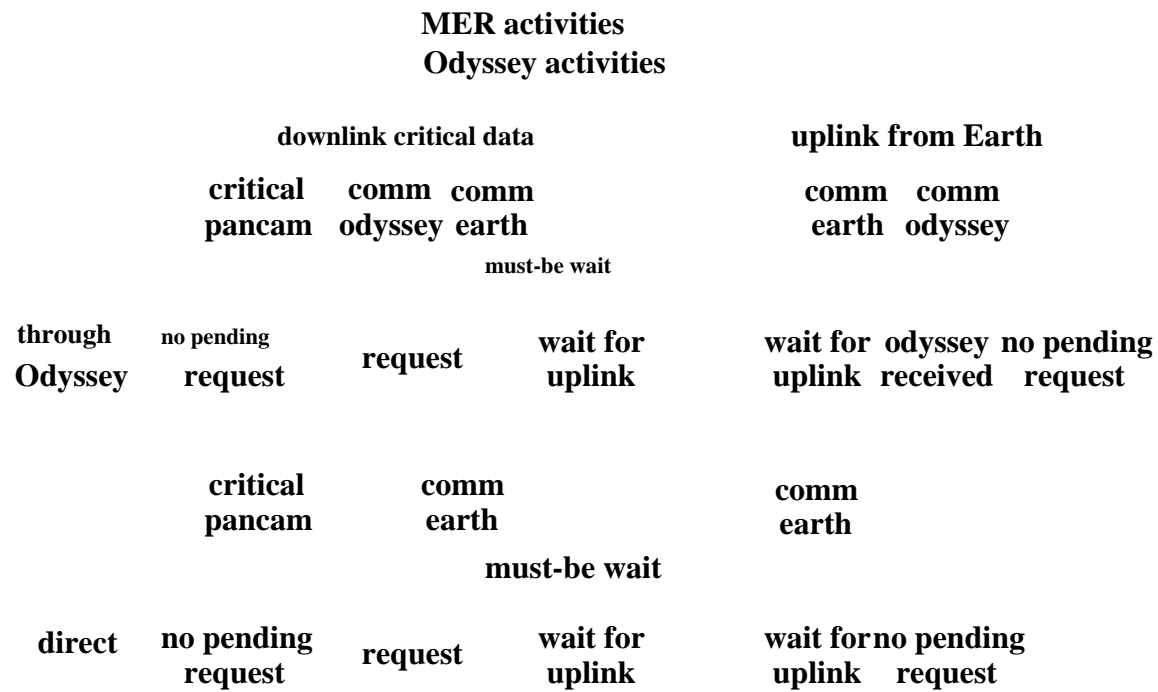 MER activities
Odyssey activities
downlink critical data
uplink from Earth
critical pancam
comm odyssey
comm earth
comm earth
comm odyssey
must-be wait
through Odyssey
no pending request
request
wait for uplink
wait for uplink
odyssey received
no pending request
critical pancam
comm earth
comm earth
must-be wait
direct
no pending request
request
wait for uplink
wait for uplink
no pending request